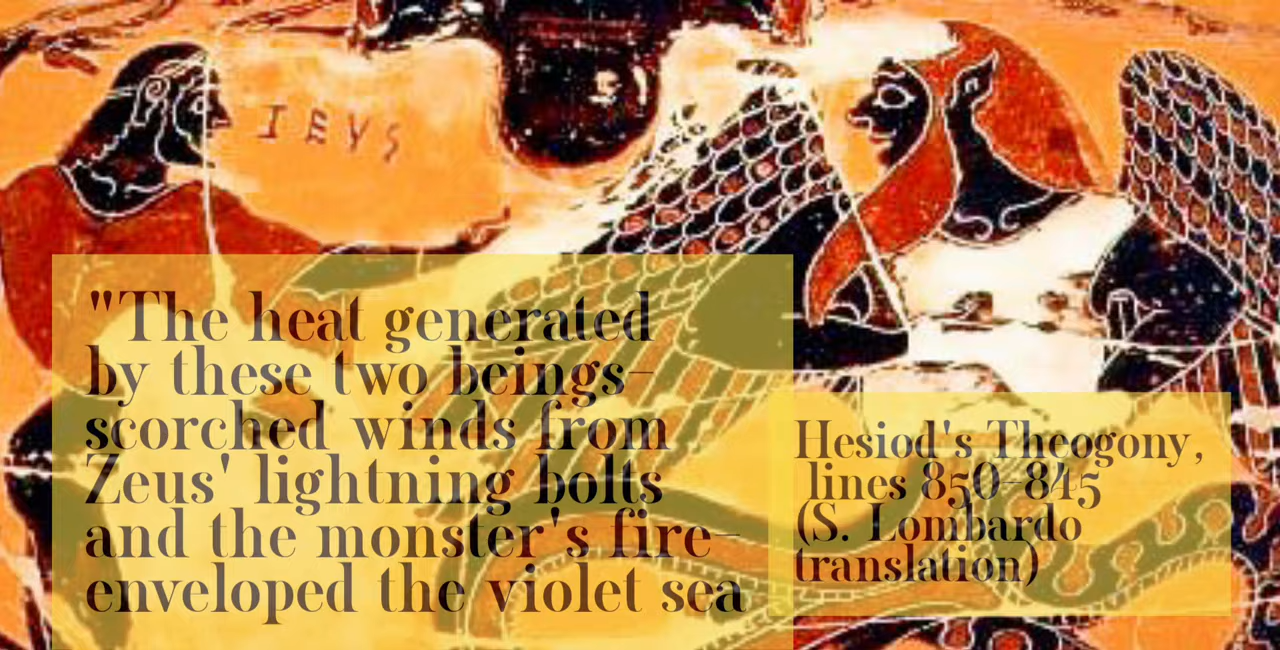 ΙΕΥΣ
"The heat generated
by these two beings-
scorched winds from
Zeus' lightning bolts
and the monster's fire-
enveloped the violet sea
Hesiod's Theogony,
lines 850-845
(S. Lombardo
translation)